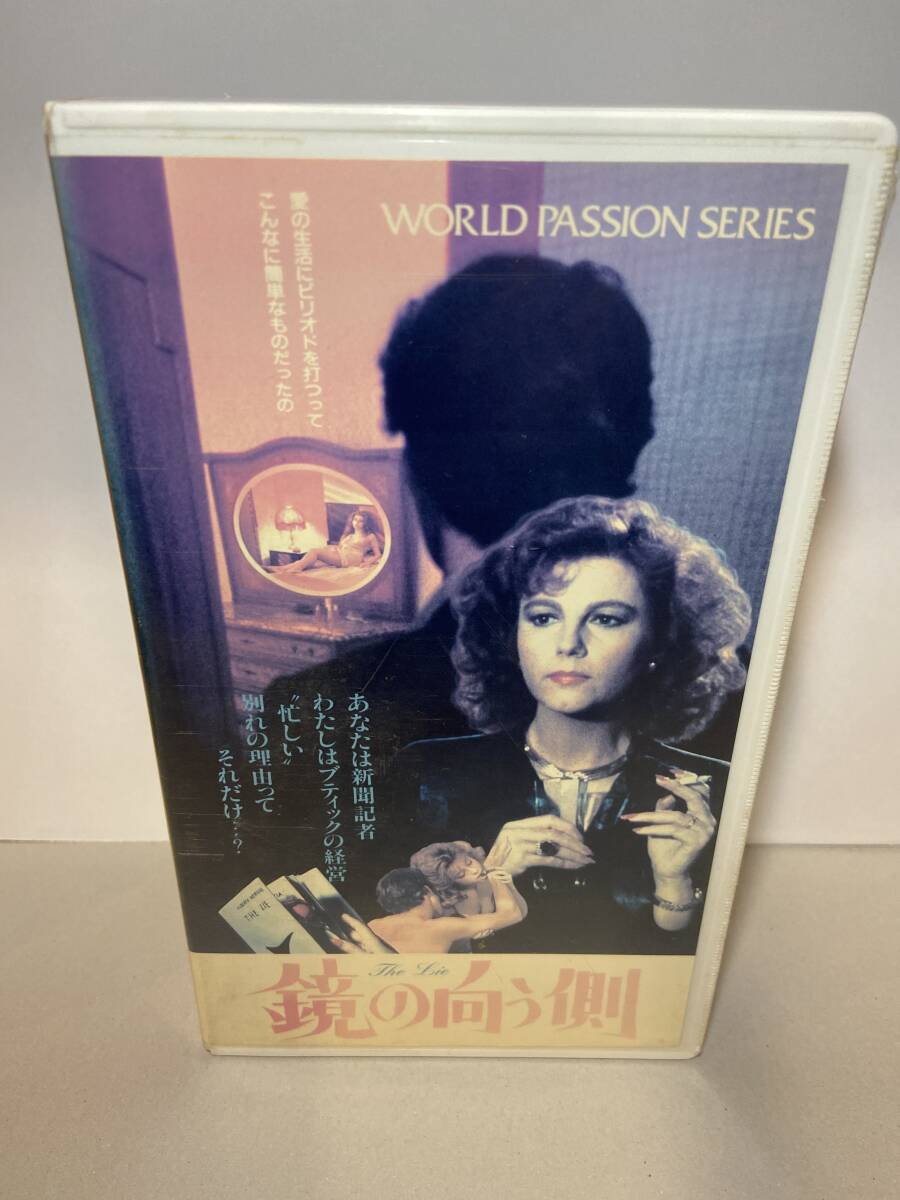 WORLD PASSION SERIES
愛の生活にピリオドを打つって
こんなに簡単なものだったの
あなたは新聞記者
わたしはブティックの経営
〝忙しい〟
別れの理由って
それだけ…?
THE LIE
The Lie
鏡の向う側